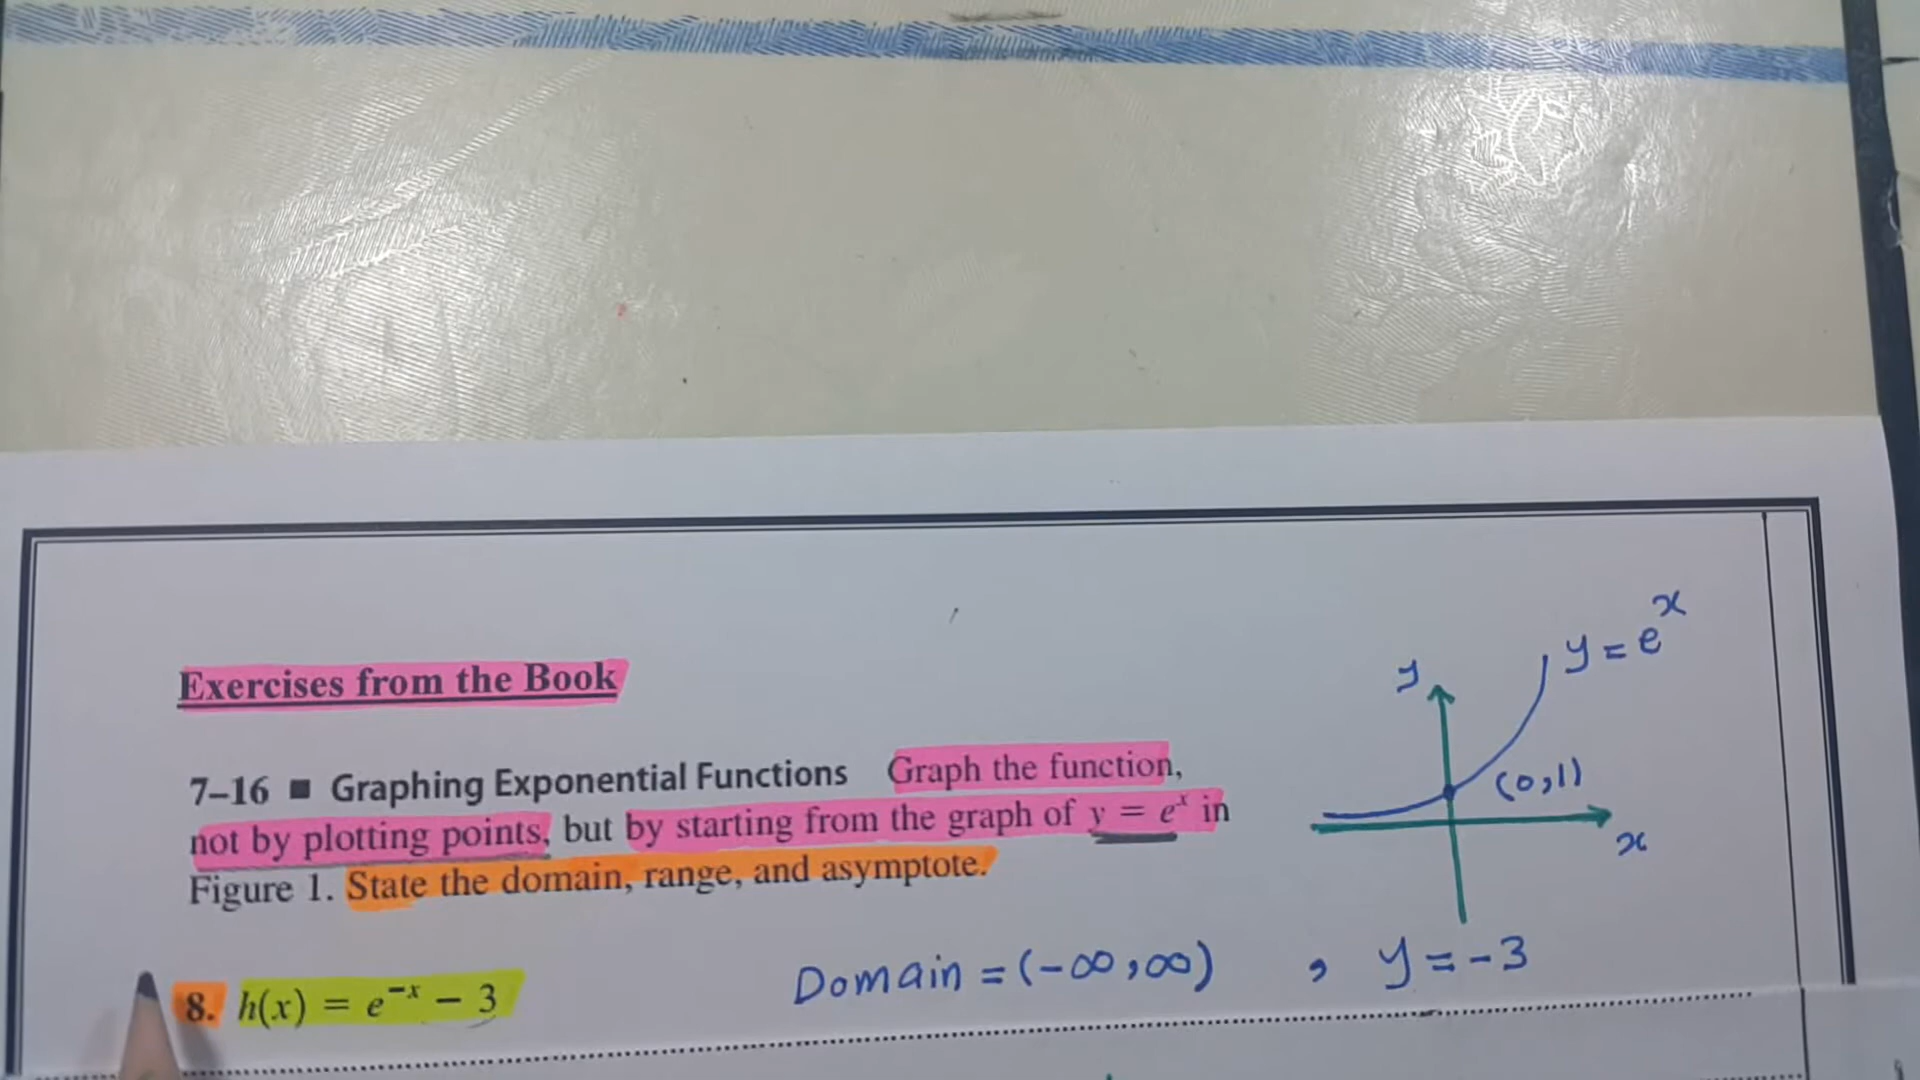 Exercises from the Book
7–16 ■ Graphing Exponential Functions Graph the function,
not by plotting points, but by starting from the graph of y = eˣ in
Figure 1. State the domain, range, and asymptote.
y = eˣ
y
(0,1)
x
Domain = (-∞,∞) , y = -3
8. h(x) = e⁻ˣ − 3